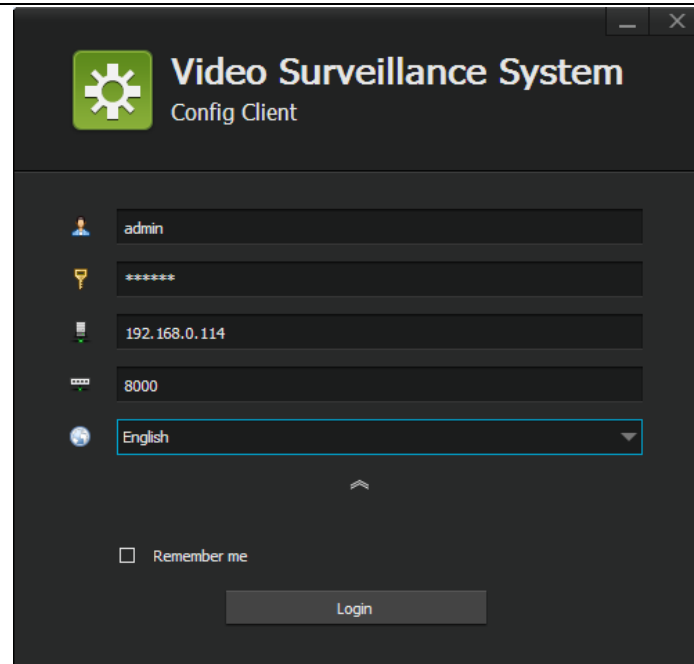 Video Surveillance System
Config Client
admin
******
192.168.0.114
8000
English
Remember me
Login